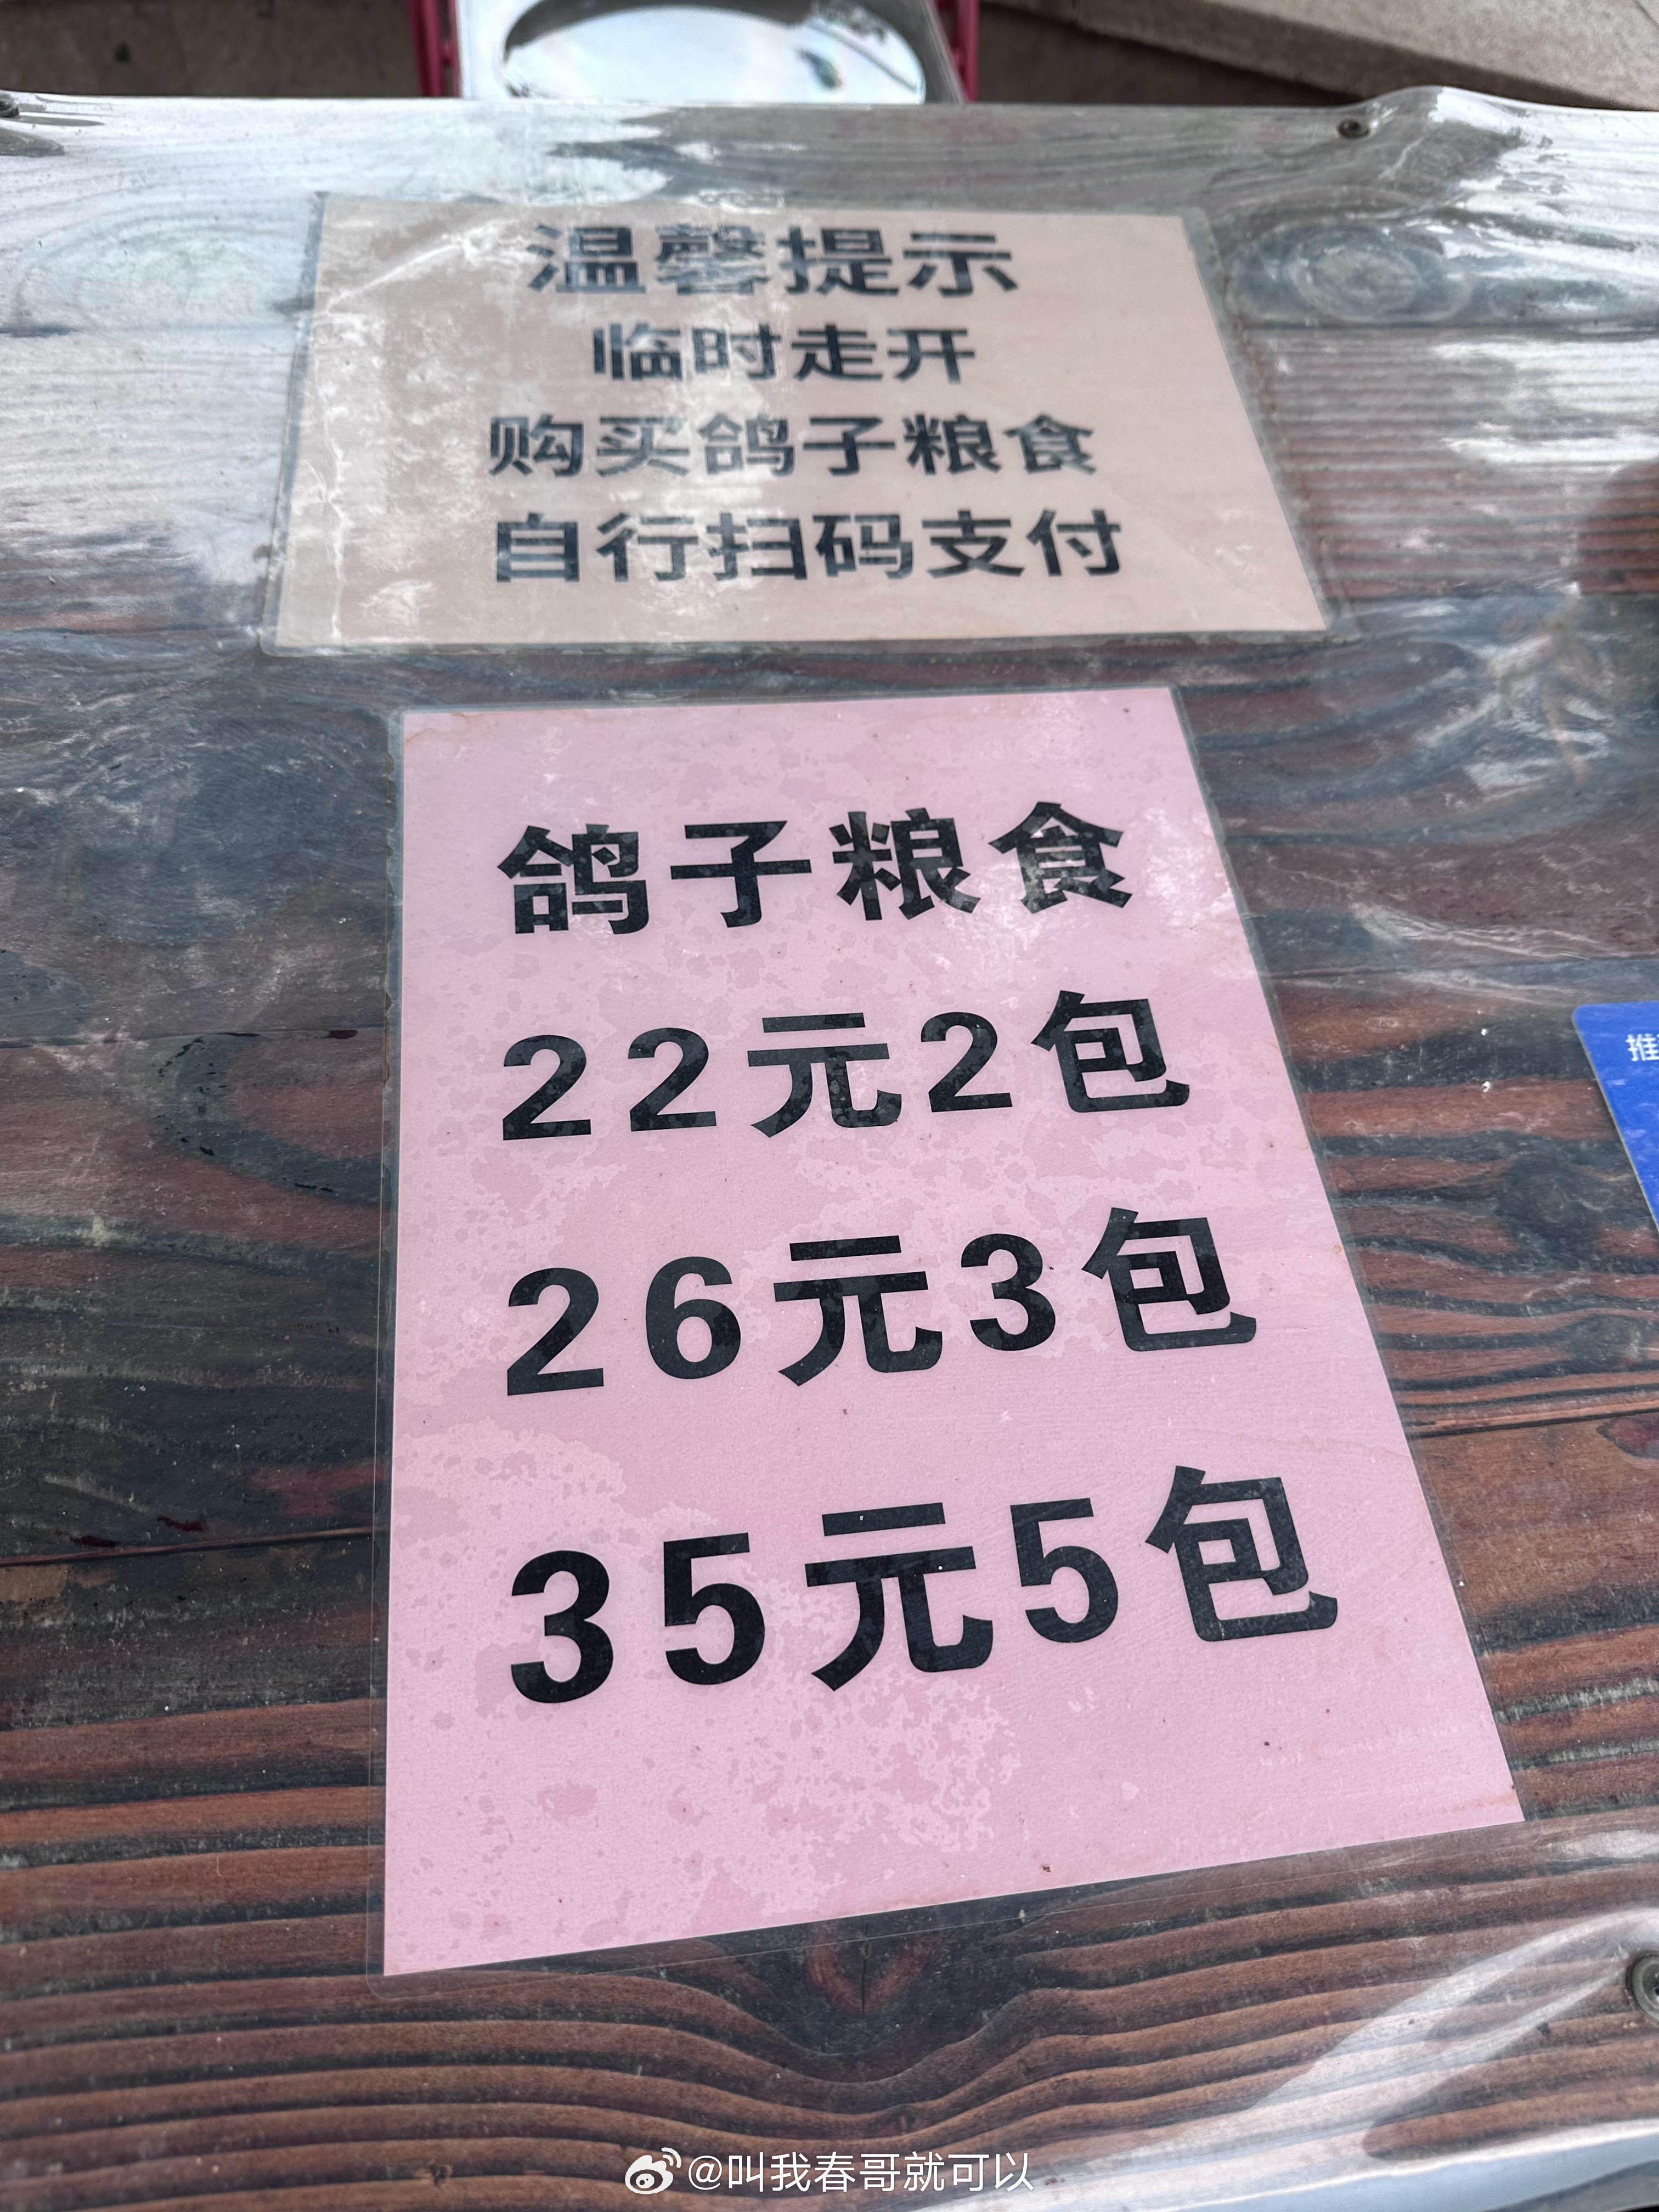 温馨提示
临时走开
购买鸽子粮食
自行扫码支付
鸽子粮食
22元2包
26元3包
35元5包
推
@叫我春哥就可以